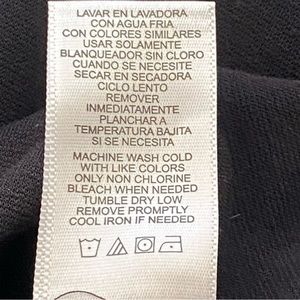 LAVAR EN LAVADORA
CON AGUA FRIA
CON COLORES SIMILARES
USAR SOLAMENTE
BLANQUEADOR SIN CLORO
CUANDO SE NECESITE
SECAR EN SECADORA
CICLO LENTO
REMOVER
INMEDIATAMENTE
PLANCHAR A
TEMPERATURA BAJITA
SI SE NECESITA
MACHINE WASH COLD
WITH LIKE COLORS
ONLY NON CHLORINE
BLEACH WHEN NEEDED
TUMBLE DRY LOW
REMOVE PROMPTLY
COOL IRON IF NEEDED